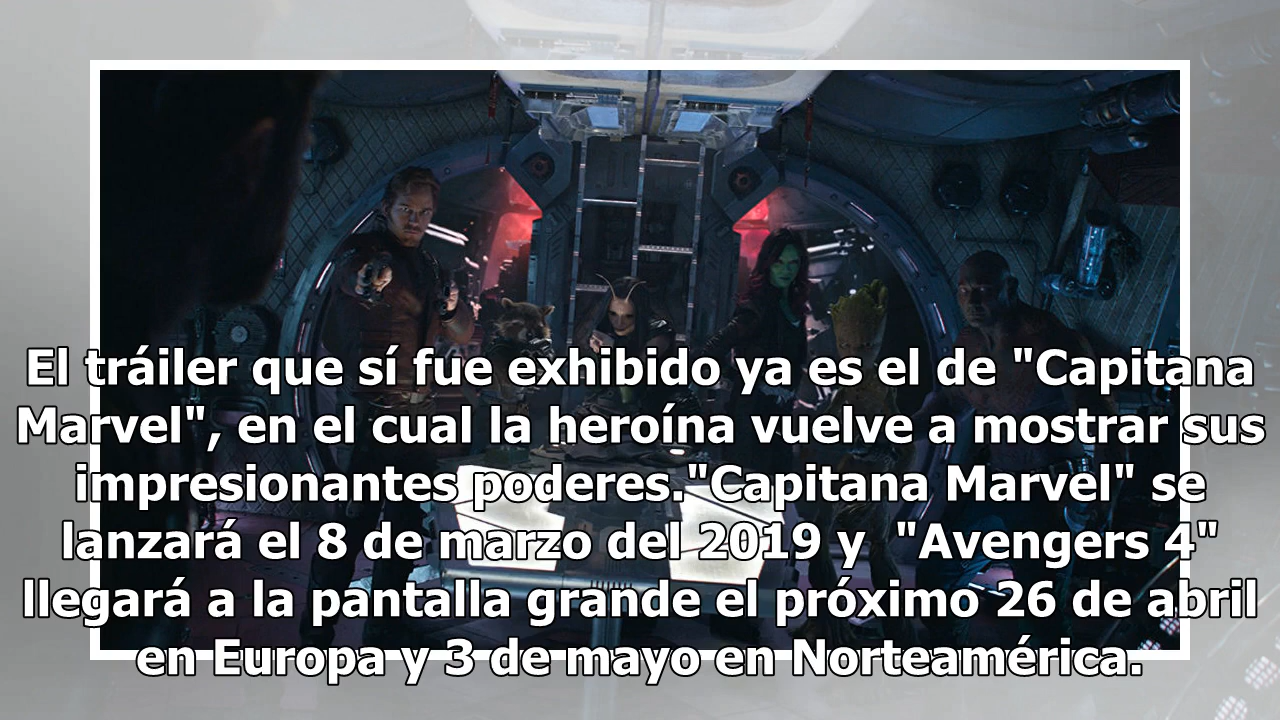 El tráiler que sí fue exhibido ya es el de "Capitana
Marvel", en el cual la heroína vuelve a mostrar sus
impresionantes poderes."Capitana Marvel" se
lanzará el 8 de marzo del 2019 y  "Avengers 4"
llegará a la pantalla grande el próximo 26 de abril
en Europa y 3 de mayo en Norteamérica.